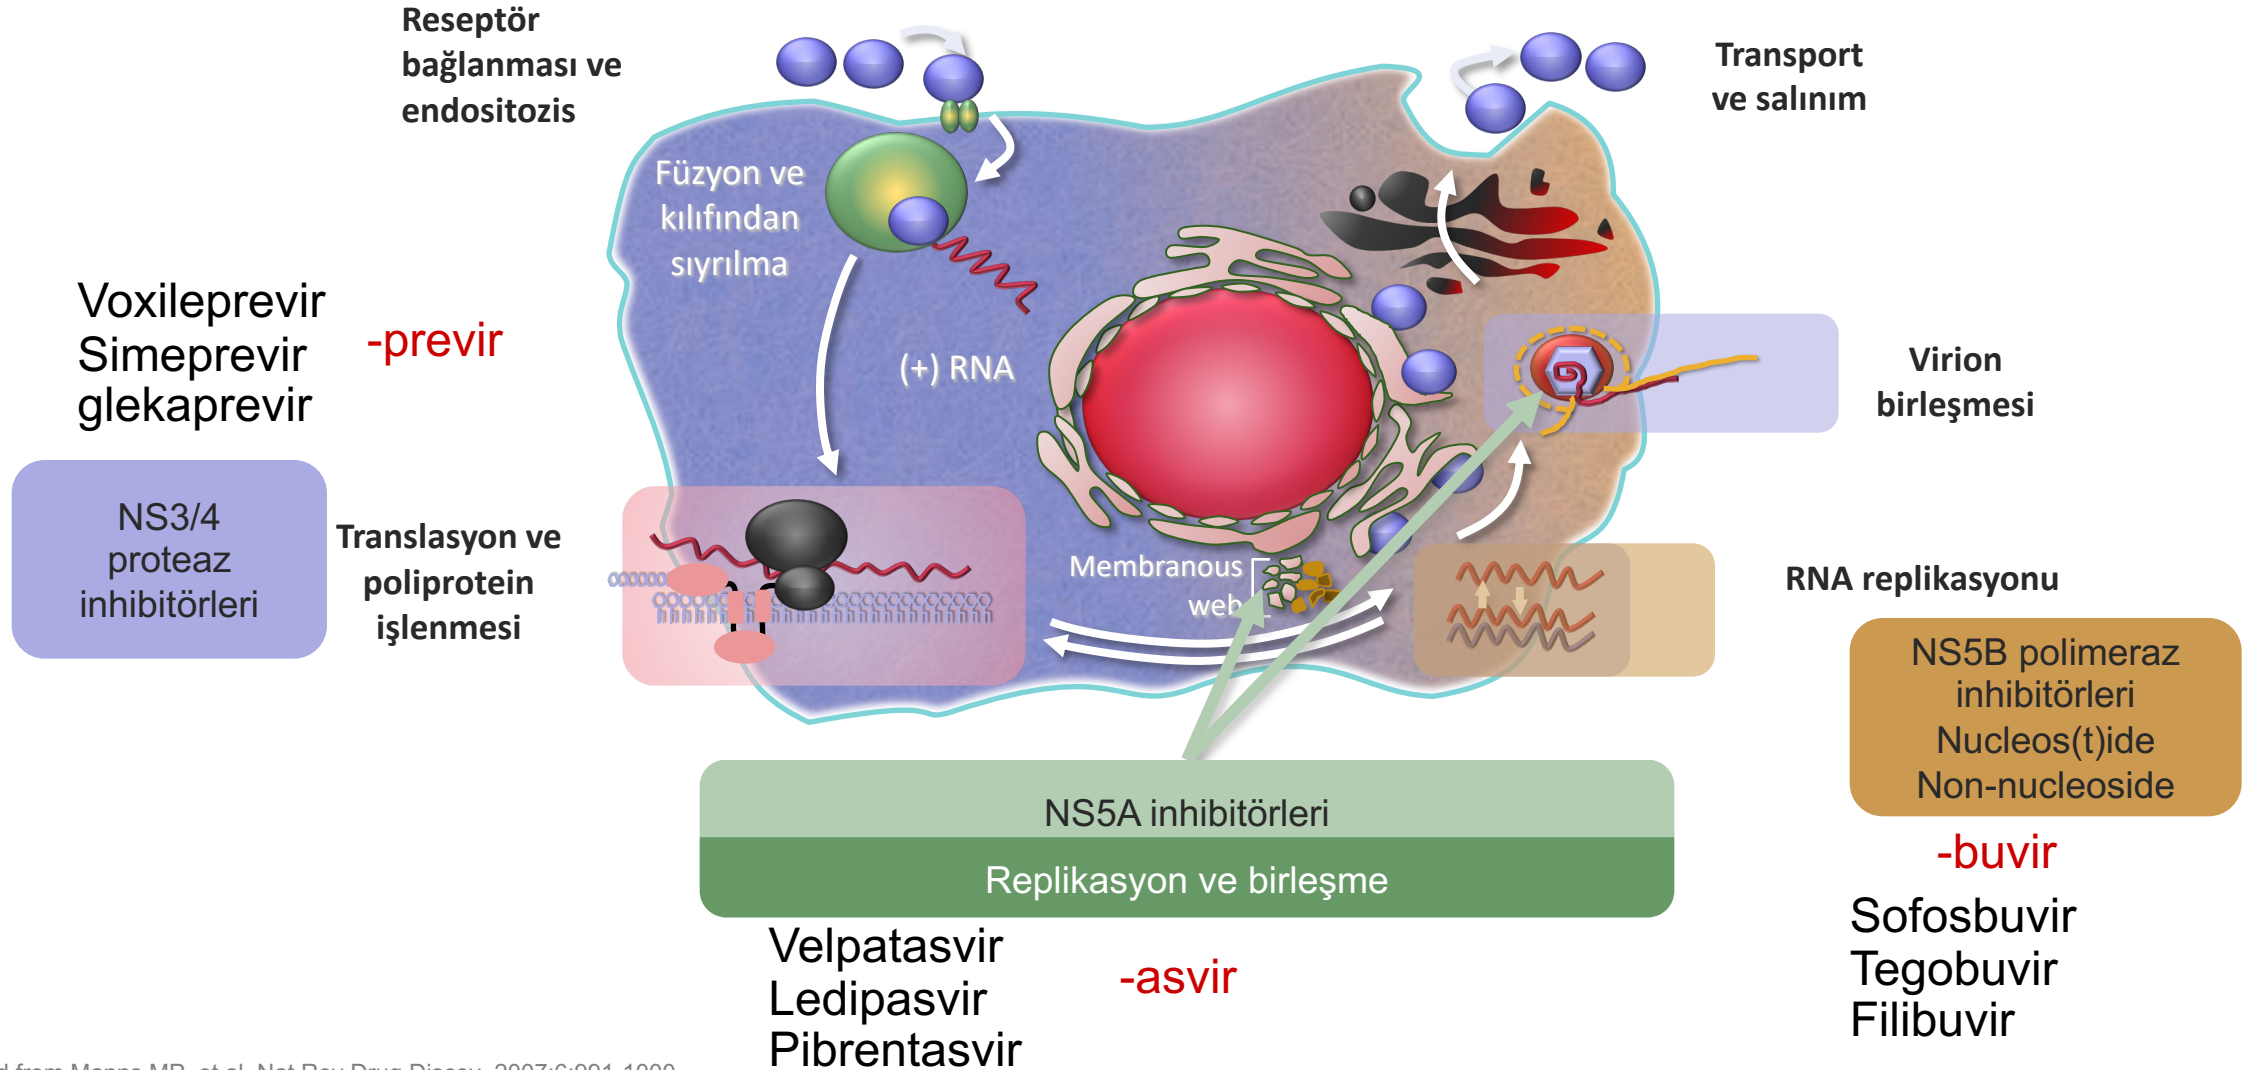 Reseptör
bağlanması ve
endositozis
Transport
ve salınım
Füzyon ve
kılıfından
sıyrılma
Voxileprevir
Simeprevir
glekaprevir
-previr
(+) RNA
Virion
birleşmesi
NS3/4
proteaz
inhibitörleri
Translasyon ve
poliprotein
işlenmesi
Membranous
web
RNA replikasyonu
NS5B polimeraz
inhibitörleri
Nucleos(t)ide
Non-nucleoside
NS5A inhibitörleri
Replikasyon ve birleşme
-buvir
Sofosbuvir
Tegobuvir
Filibuvir
Velpatasvir
Ledipasvir
Pibrentasvir
-asvir